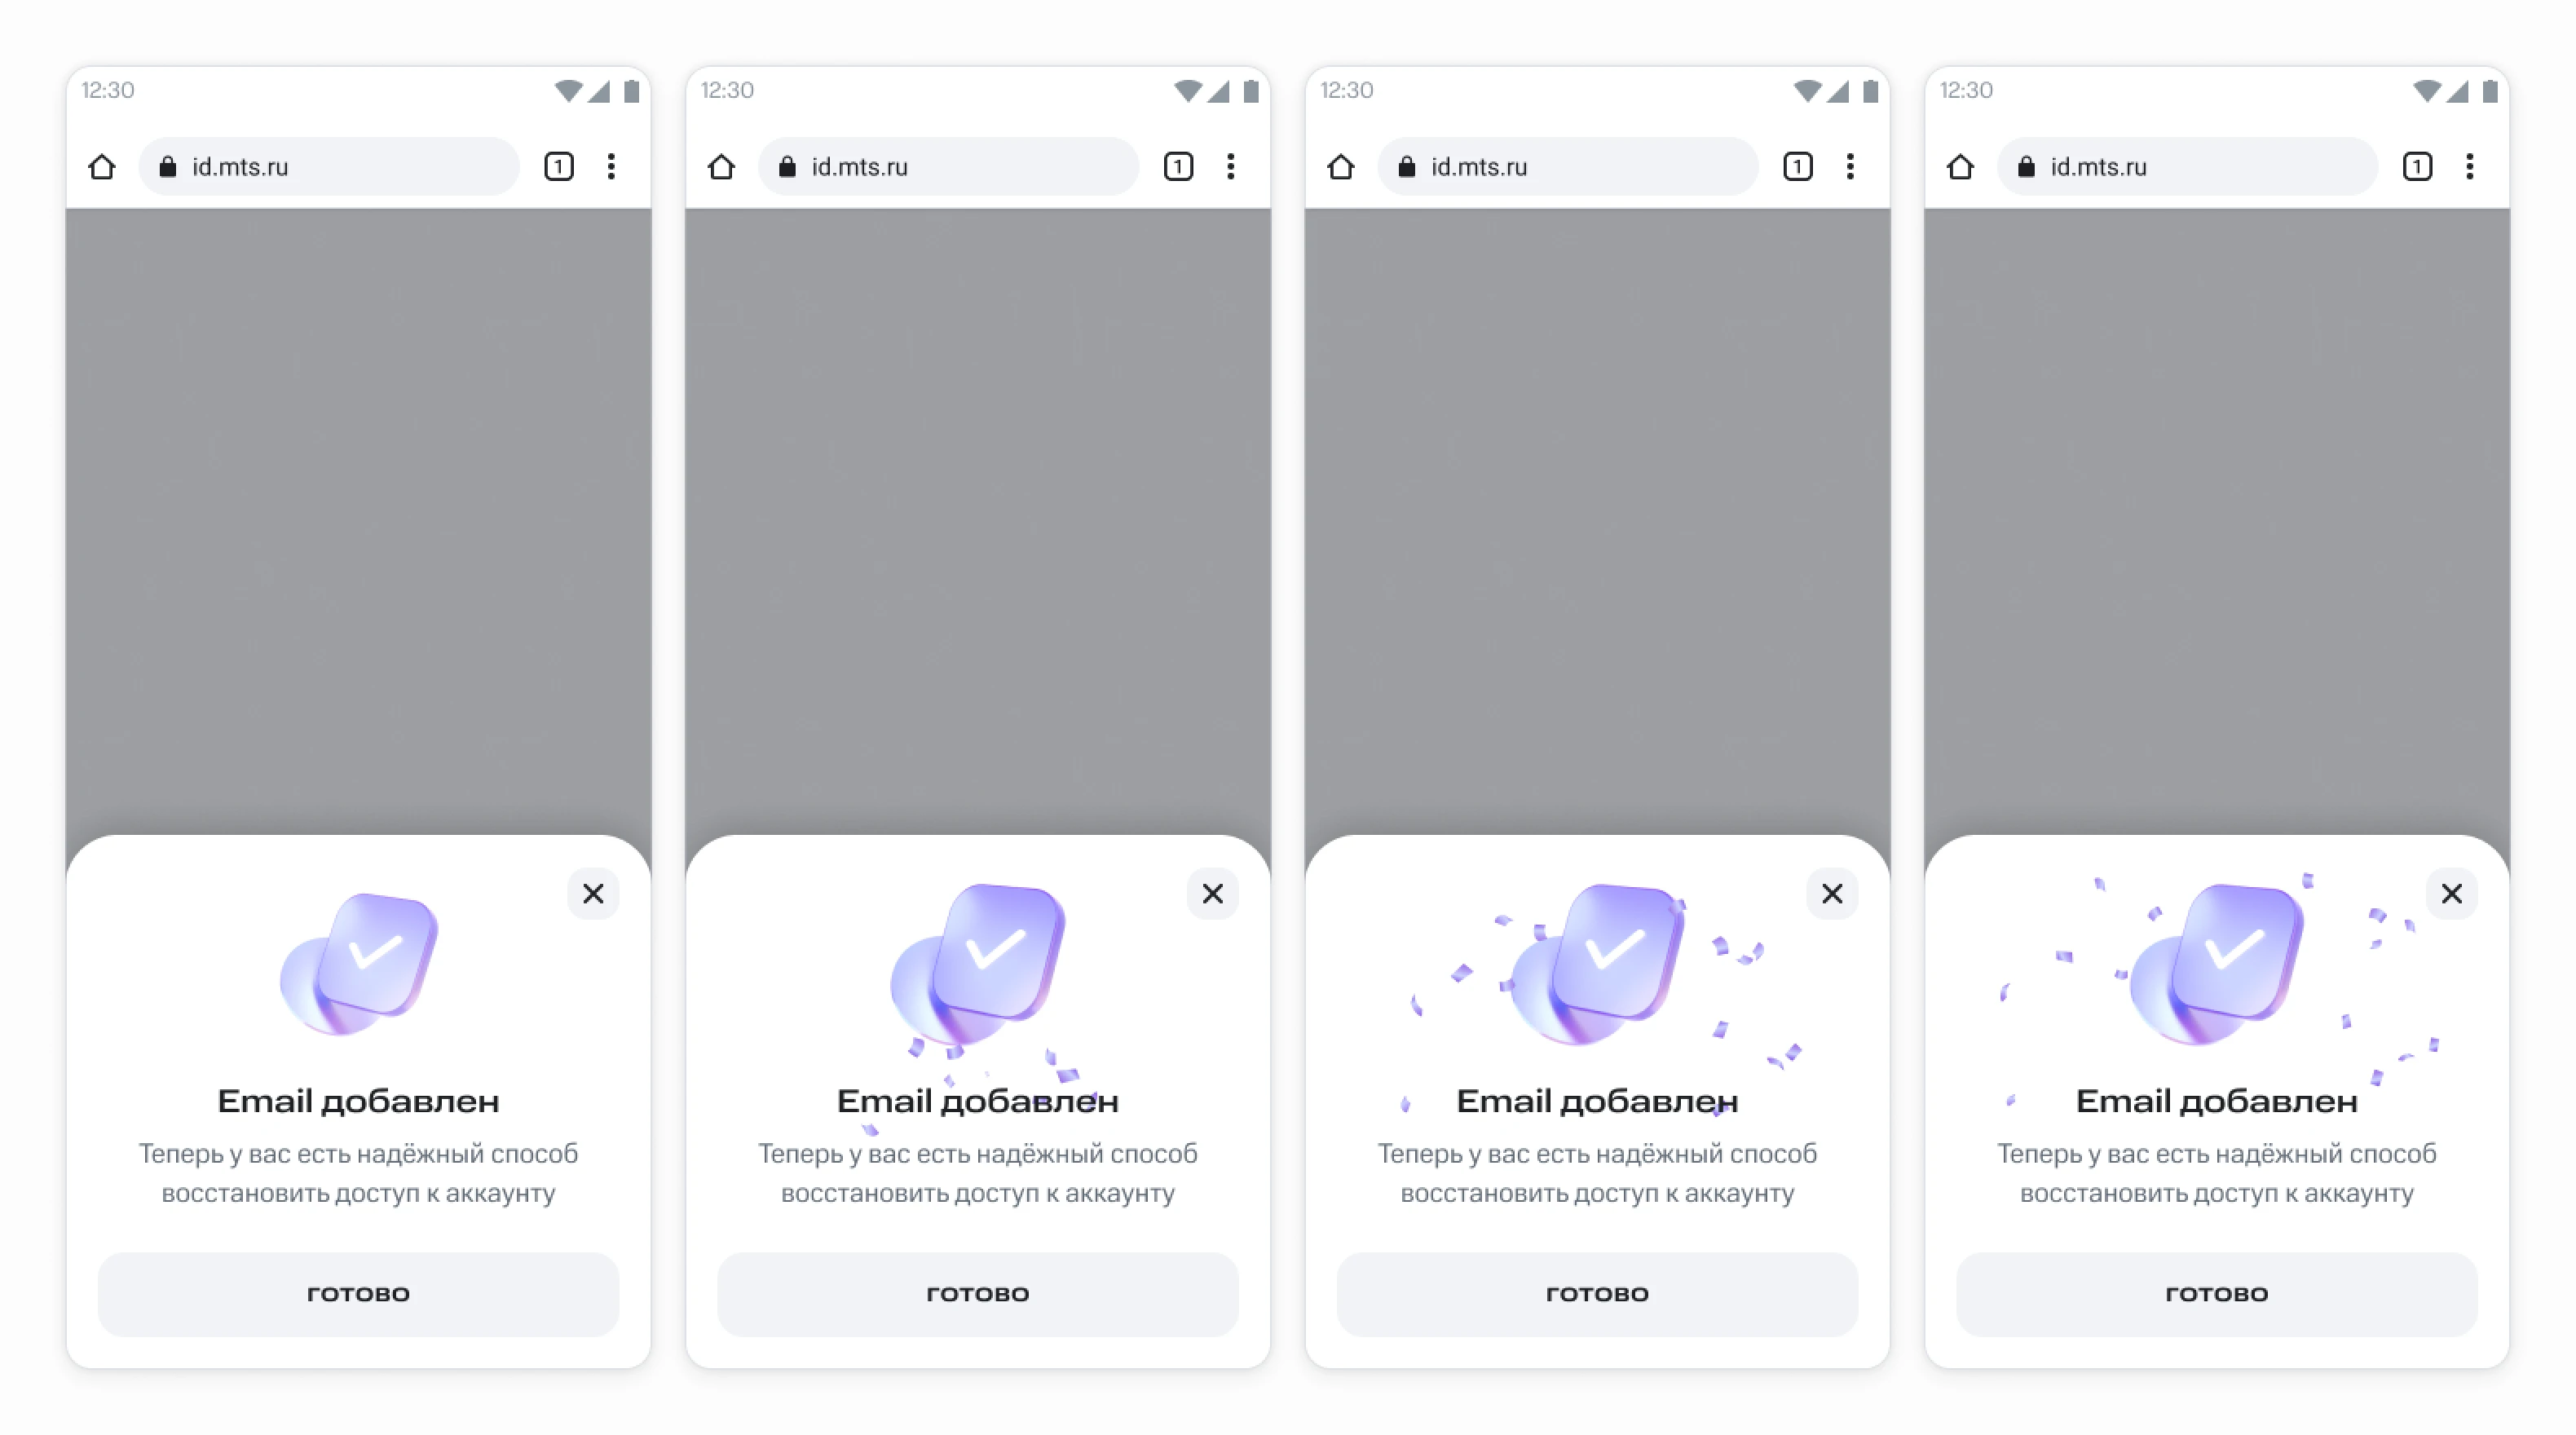 12:30
id.mts.ru
1
Email добавлен
Теперь у вас есть надёжный способ
восстановить доступ к аккаунту
ГОТОВО
12:30
id.mts.ru
1
Email добавлен
Теперь у вас есть надёжный способ
восстановить доступ к аккаунту
ГОТОВО
12:30
id.mts.ru
1
Email добавлен
Теперь у вас есть надёжный способ
восстановить доступ к аккаунту
ГОТОВО
12:30
id.mts.ru
1
Email добавлен
Теперь у вас есть надёжный способ
восстановить доступ к аккаунту
ГОТОВО